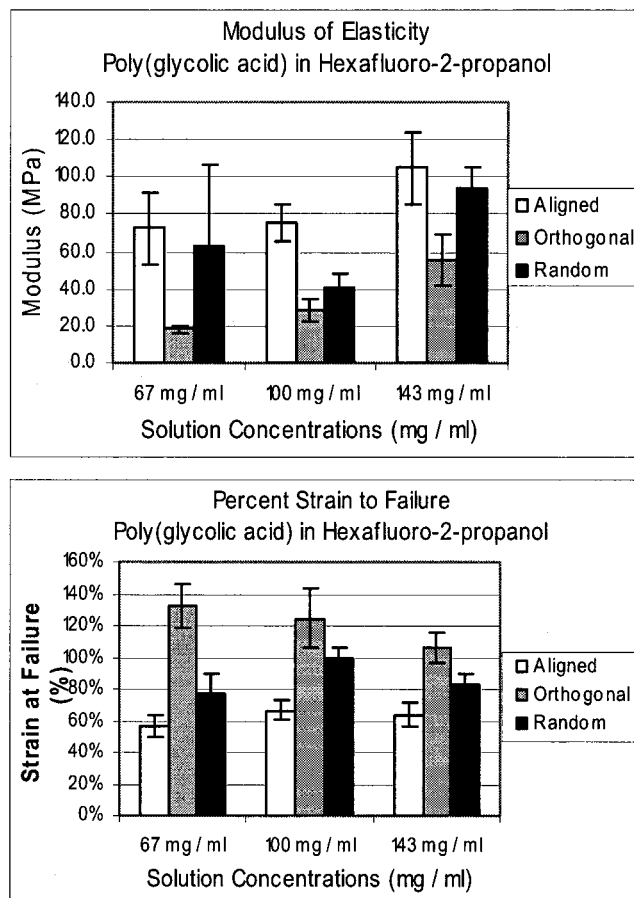 Modulus of Elasticity
Poly(glycolic acid) in Hexafluoro-2-propanol
140.0
120.0
100.0
80.0
60.0
40.0
20.0
0.0
Modulus (MPa)
67 mg / ml
100 mg / ml
143 mg / ml
Solution Concentrations (mg / ml)
Aligned
Orthogonal
Random
Percent Strain to Failure
Poly(glycolic acid) in Hexafluoro-2-propanol
160%
140%
120%
100%
80%
60%
40%
20%
0%
Strain at Failure
(%)
67 mg / ml
100 mg / ml
143 mg / ml
Solution Concentrations (mg / ml)
Aligned
Orthogonal
Random